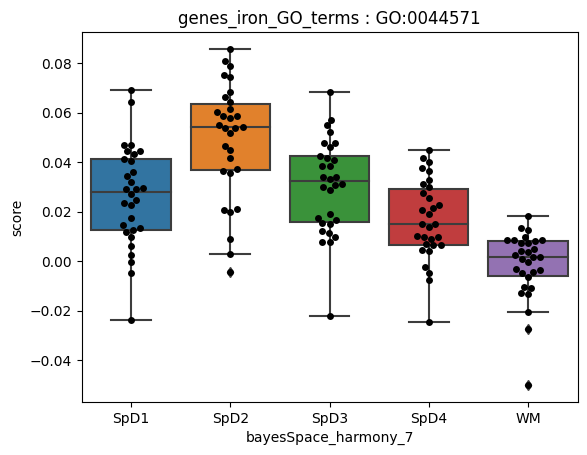 genes_iron_GO_terms : GO:0044571
score
0.08
0.06
0.04
0.02
0.00
−0.02
−0.04
SpD1 SpD2 SpD3 SpD4 WM
bayesSpace_harmony_7